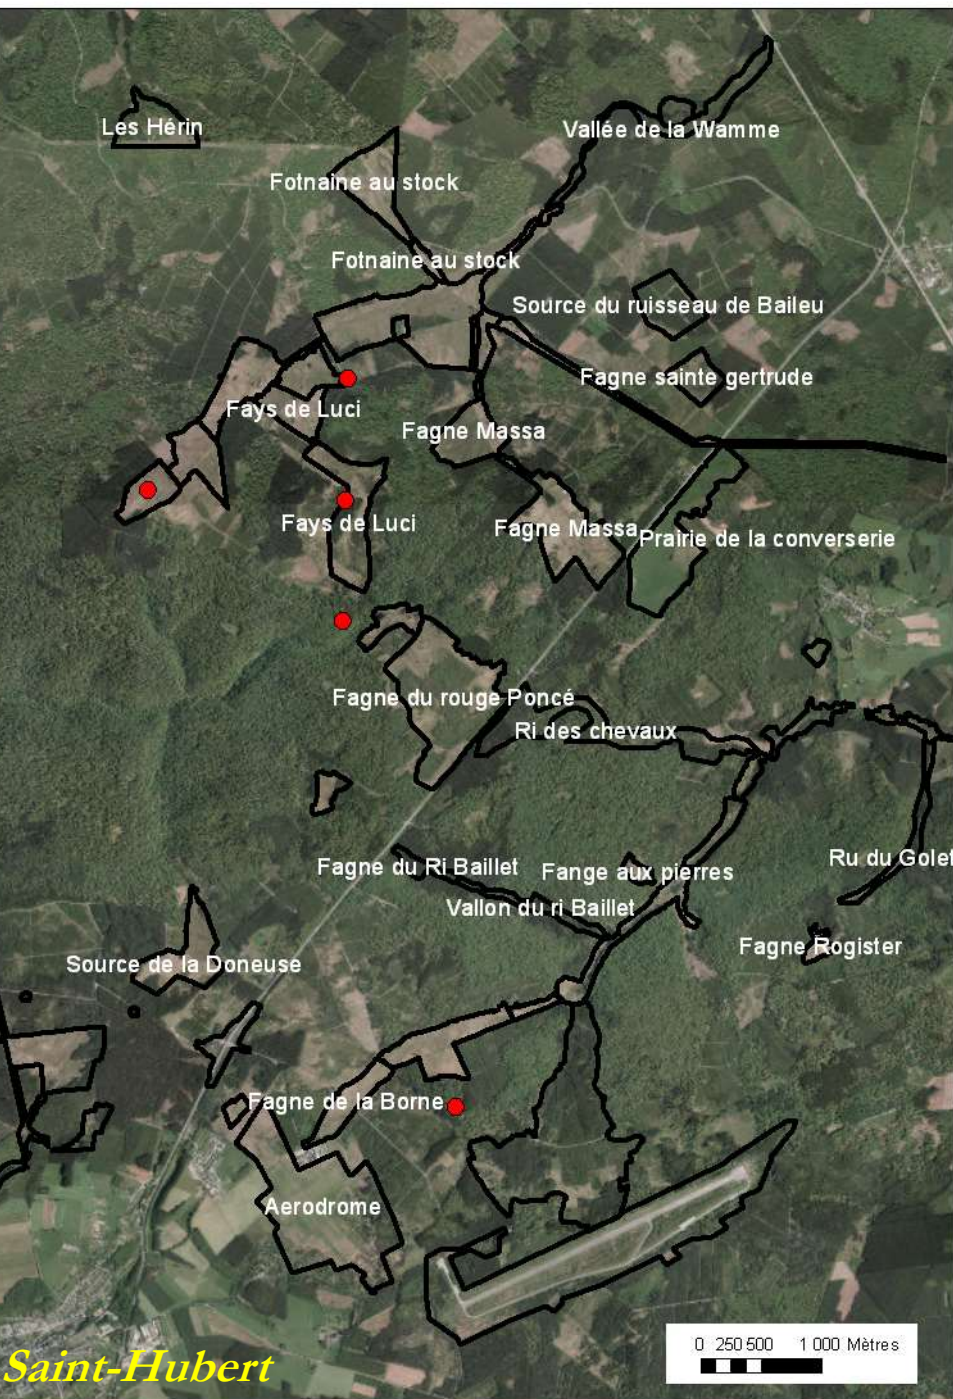 Les Hérin
Vallée de la Wamme
Fotnaine au stock
Fotnaine au stock
Source du ruisseau de Baileu
Fagne sainte gertrude
Fays de Luci
Fagne Massa
Fays de Luci
Fagne Massa
Prairie de la converserie
Fagne du rouge Poncé
Ri des chevaux
Fagne du Ri Baillet
Fange aux pierres
Ru du Golet
Vallon du ri Baillet
Fagne Rogister
Source de la Doneuse
Fagne de la Borne
Aerodrome
0 250 500 1 000 Mètres
Saint-Hubert